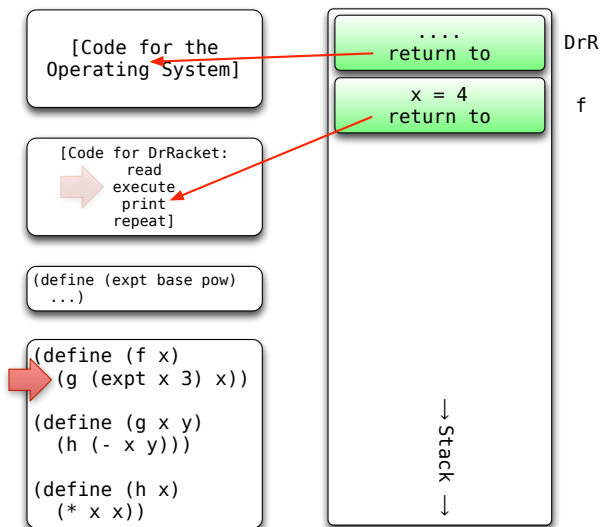 [Code for the
Operating System]
....
return to
DrR
x = 4
return to
f
[Code for DrRacket:
read
execute
print
repeat]
(define (expt base pow)
...)
(define (f x)
(g (expt x 3) x))
(define (g x y)
(h (- x y)))
(define (h x)
(* x x))
→ Stack →